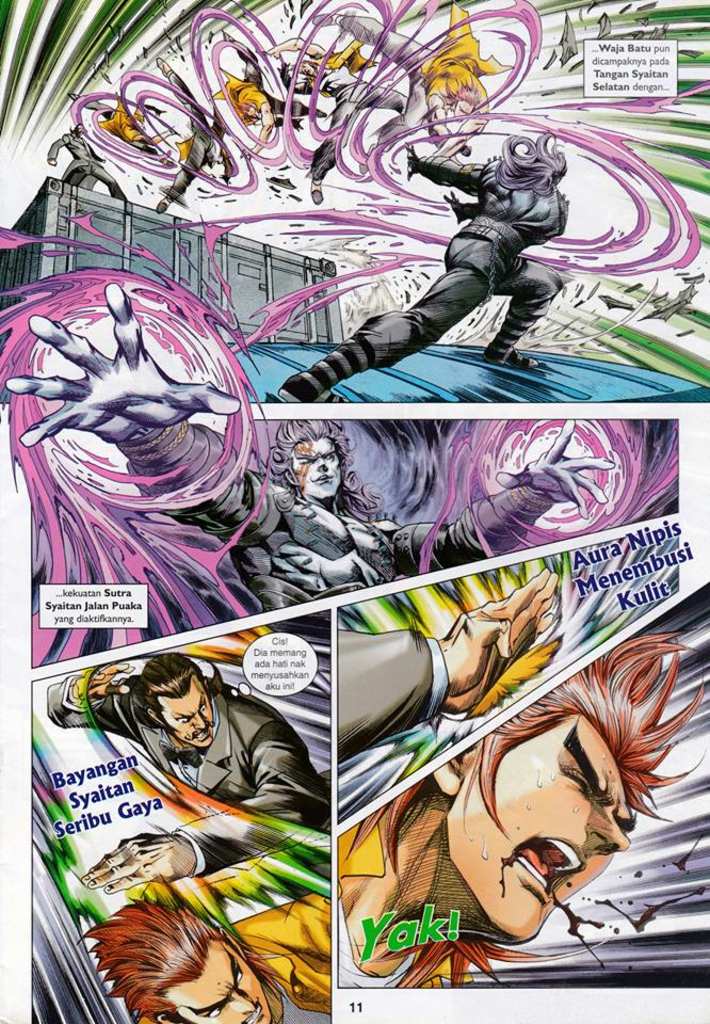 ...Waja Batu pun
dicampaknya pada
Tangan Syaitan
Selatan dengan...
...kekuatan Sutra
Syaitan Jalan Puaka
yang diaktifkannya.
Cis!
Dia memang
ada hati nak
menyusahkan
aku ini!
Bayangan
Syaitan
Seribu Gaya
Aura Nipis
Menembusi
Kulit
Yak!
11